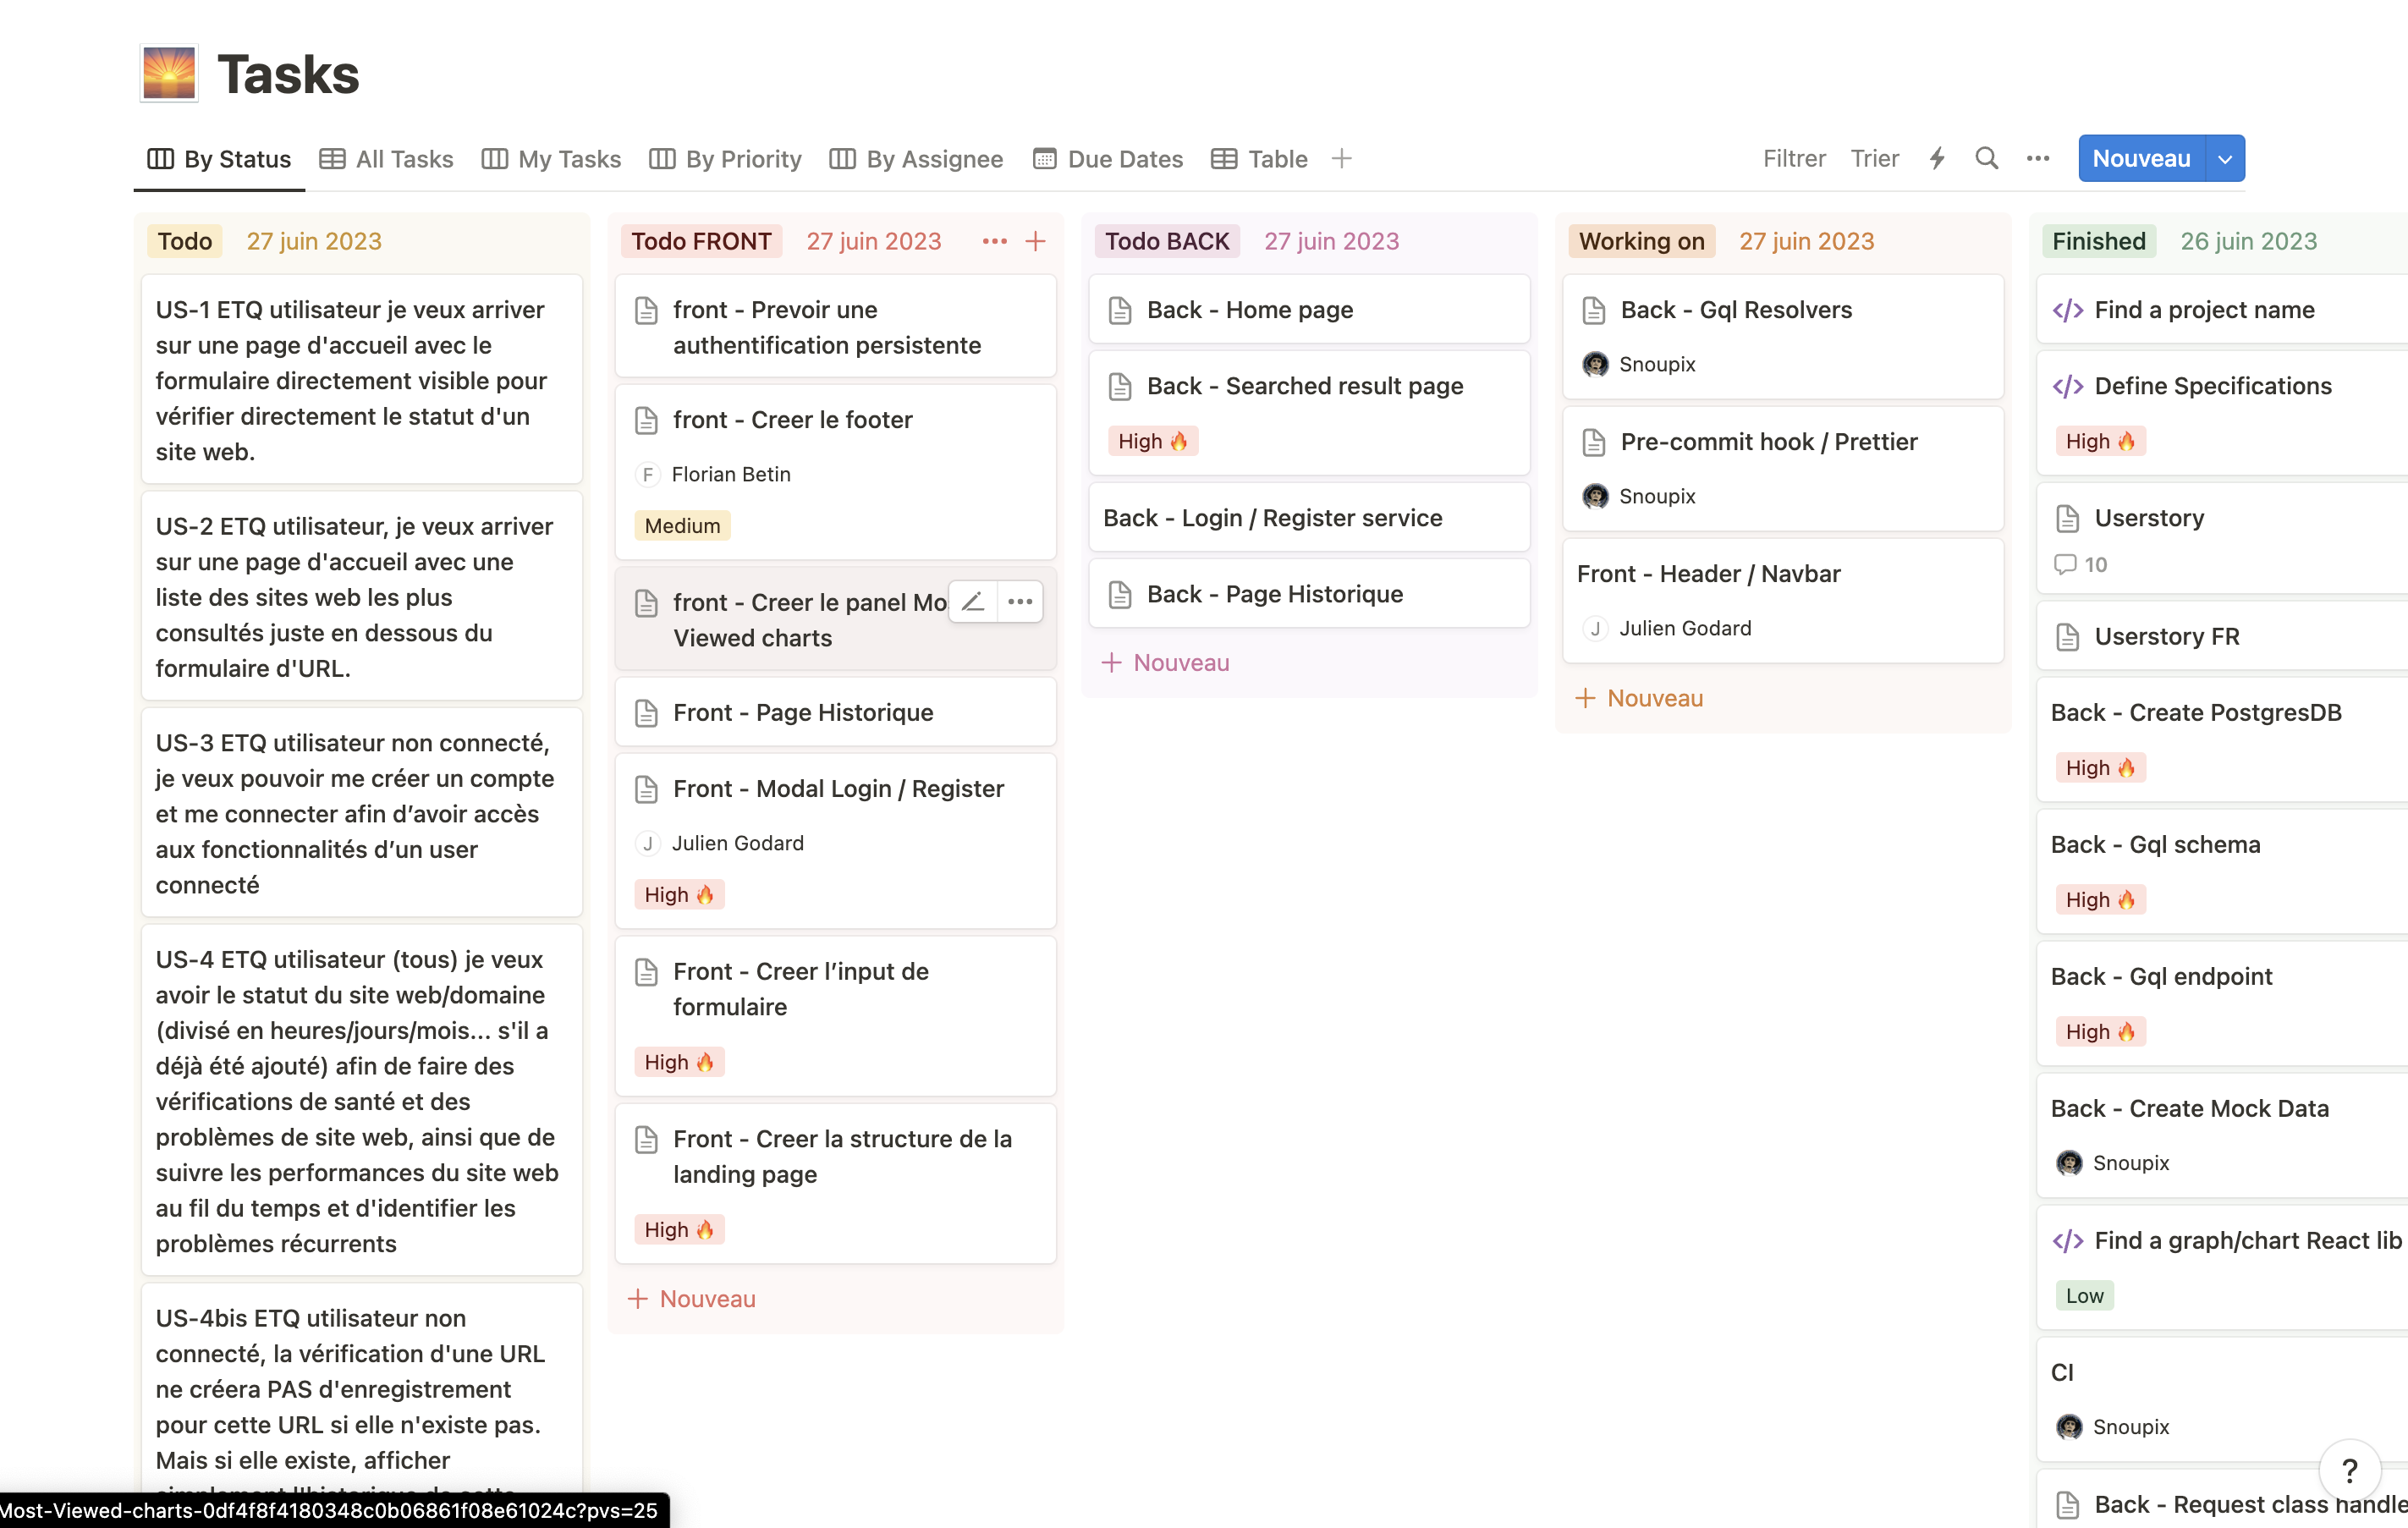 Tasks
By Status
All Tasks
My Tasks
By Priority
By Assignee
Due Dates
Table
Filtrer
Trier
Nouveau
Todo
27 juin 2023
US-1 ETQ utilisateur je veux arriver
sur une page d'accueil avec le
formulaire directement visible pour
vérifier directement le statut d'un
site web.
US-2 ETQ utilisateur, je veux arriver
sur une page d'accueil avec une
liste des sites web les plus
consultés juste en dessous du
formulaire d'URL.
US-3 ETQ utilisateur non connecté,
je veux pouvoir me créer un compte
et me connecter afin d’avoir accès
aux fonctionnalités d’un user
connecté
US-4 ETQ utilisateur (tous) je veux
avoir le statut du site web/domaine
(divisé en heures/jours/mois... s'il a
déjà été ajouté) afin de faire des
vérifications de santé et des
problèmes de site web, ainsi que de
suivre les performances du site web
au fil du temps et d'identifier les
problèmes récurrents
US-4bis ETQ utilisateur non
connecté, la vérification d'une URL
ne créera PAS d'enregistrement
pour cette URL si elle n'existe pas.
Mais si elle existe, afficher
Most-Viewed-charts-0df4f8f4180348c0b06861f08e61024c?pvs=25
Todo FRONT
27 juin 2023
front - Prevoir une
authentification persistente
front - Creer le footer
F Florian Betin
Medium
front - Creer le panel Mo
Viewed charts
Front - Page Historique
Front - Modal Login / Register
J Julien Godard
High 🔥
Front - Creer l’input de
formulaire
High 🔥
Front - Creer la structure de la
landing page
High 🔥
+ Nouveau
Todo BACK
27 juin 2023
Back - Home page
Back - Searched result page
High 🔥
Back - Login / Register service
Back - Page Historique
+ Nouveau
Working on
27 juin 2023
Back - Gql Resolvers
Snoupix
Pre-commit hook / Prettier
Snoupix
Front - Header / Navbar
J Julien Godard
+ Nouveau
Finished
26 juin 2023
</> Find a project name
</> Define Specifications
High 🔥
Userstory
10
Userstory FR
Back - Create PostgresDB
High 🔥
Back - Gql schema
High 🔥
Back - Gql endpoint
High 🔥
Back - Create Mock Data
Snoupix
</> Find a graph/chart React lib
Low
CI
Snoupix
Back - Request class handle
?